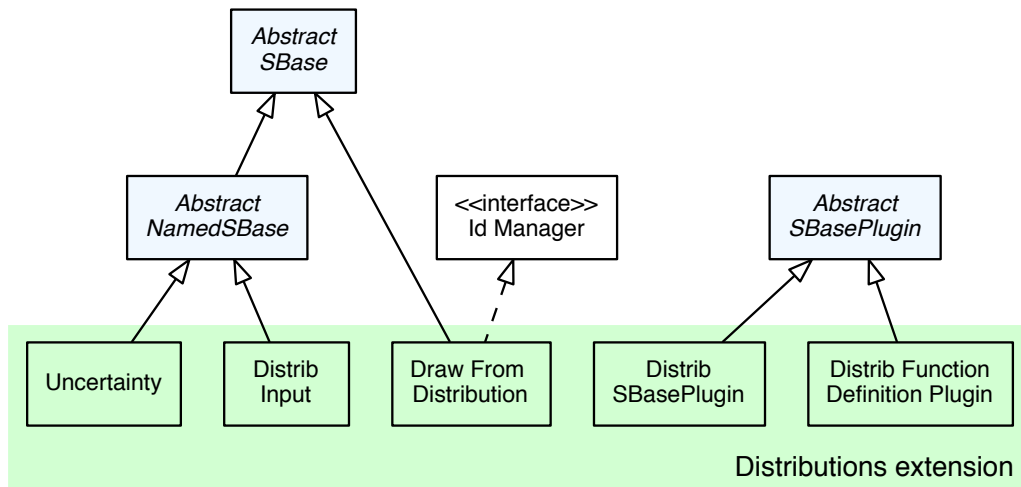 Abstract
SBase
Abstract
NamedSBase
<<interface>>
Id Manager
Abstract
SBasePlugin
Uncertainty
Distrib
Input
Draw From
Distribution
Distrib
SBasePlugin
Distrib Function
Definition Plugin
Distributions extension